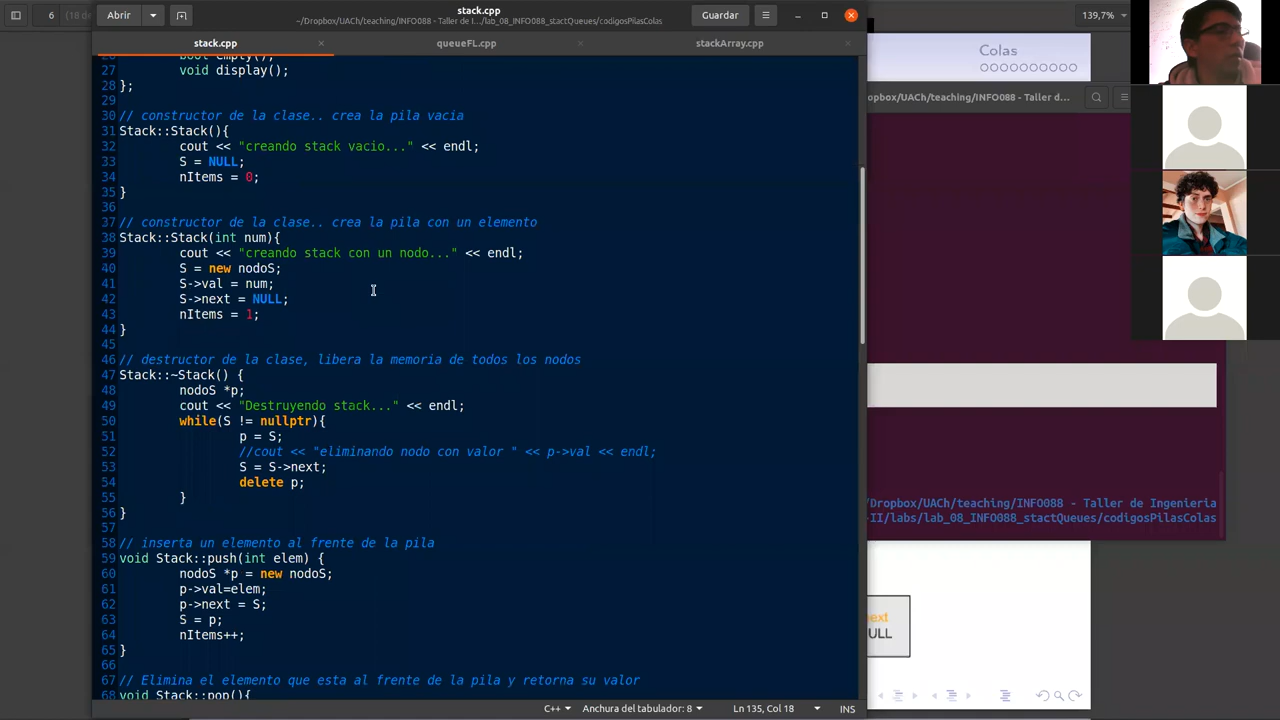 6 (18 de
Abrir
stack.cpp
~/Dropbox/UACh/teaching/INFO088 - Taller de I.../lab_08_INFO088_stactQueues/codigosPilasColas
Guardar
139,7%
stack.cpp
queueFL.cpp
stackArray.cpp
Colas
opbox/UACh/teaching/INFO088 - Taller d...
26 bool empty();
27 void display();
28 };
29
30 // constructor de la clase.. crea la pila vacia
31 Stack::Stack(){
32 cout << "creando stack vacio..." << endl;
33 S = NULL;
34 nItems = 0;
35 }
36
37 // constructor de la clase.. crea la pila con un elemento
38 Stack::Stack(int num){
39 cout << "creando stack con un nodo..." << endl;
40 S = new nodoS;
41 S->val = num;
42 S->next = NULL;
43 nItems = 1;
44 }
45
46 // destructor de la clase, libera la memoria de todos los nodos
47 Stack::~Stack() {
48 nodoS *p;
49 cout << "Destruyendo stack..." << endl;
50 while(S != nullptr){
51 p = S;
52 //cout << "eliminando nodo con valor " << p->val << endl;
53 S = S->next;
54 delete p;
55 }
56 }
57
58 // inserta un elemento al frente de la pila
59 void Stack::push(int elem) {
60 nodoS *p = new nodoS;
61 p->val=elem;
62 p->next = S;
63 S = p;
64 nItems++;
65 }
66
67 // Elimina el elemento que esta al frente de la pila y retorna su valor
68 void Stack::pop(){
/Dropbox/UACh/teaching/INFO088 - Taller de Ingenieria
-II/labs/lab_08_INFO088_stactQueues/codigosPilasColas
ext
ULL
C++
Anchura del tabulador: 8
Ln 135, Col 18
INS